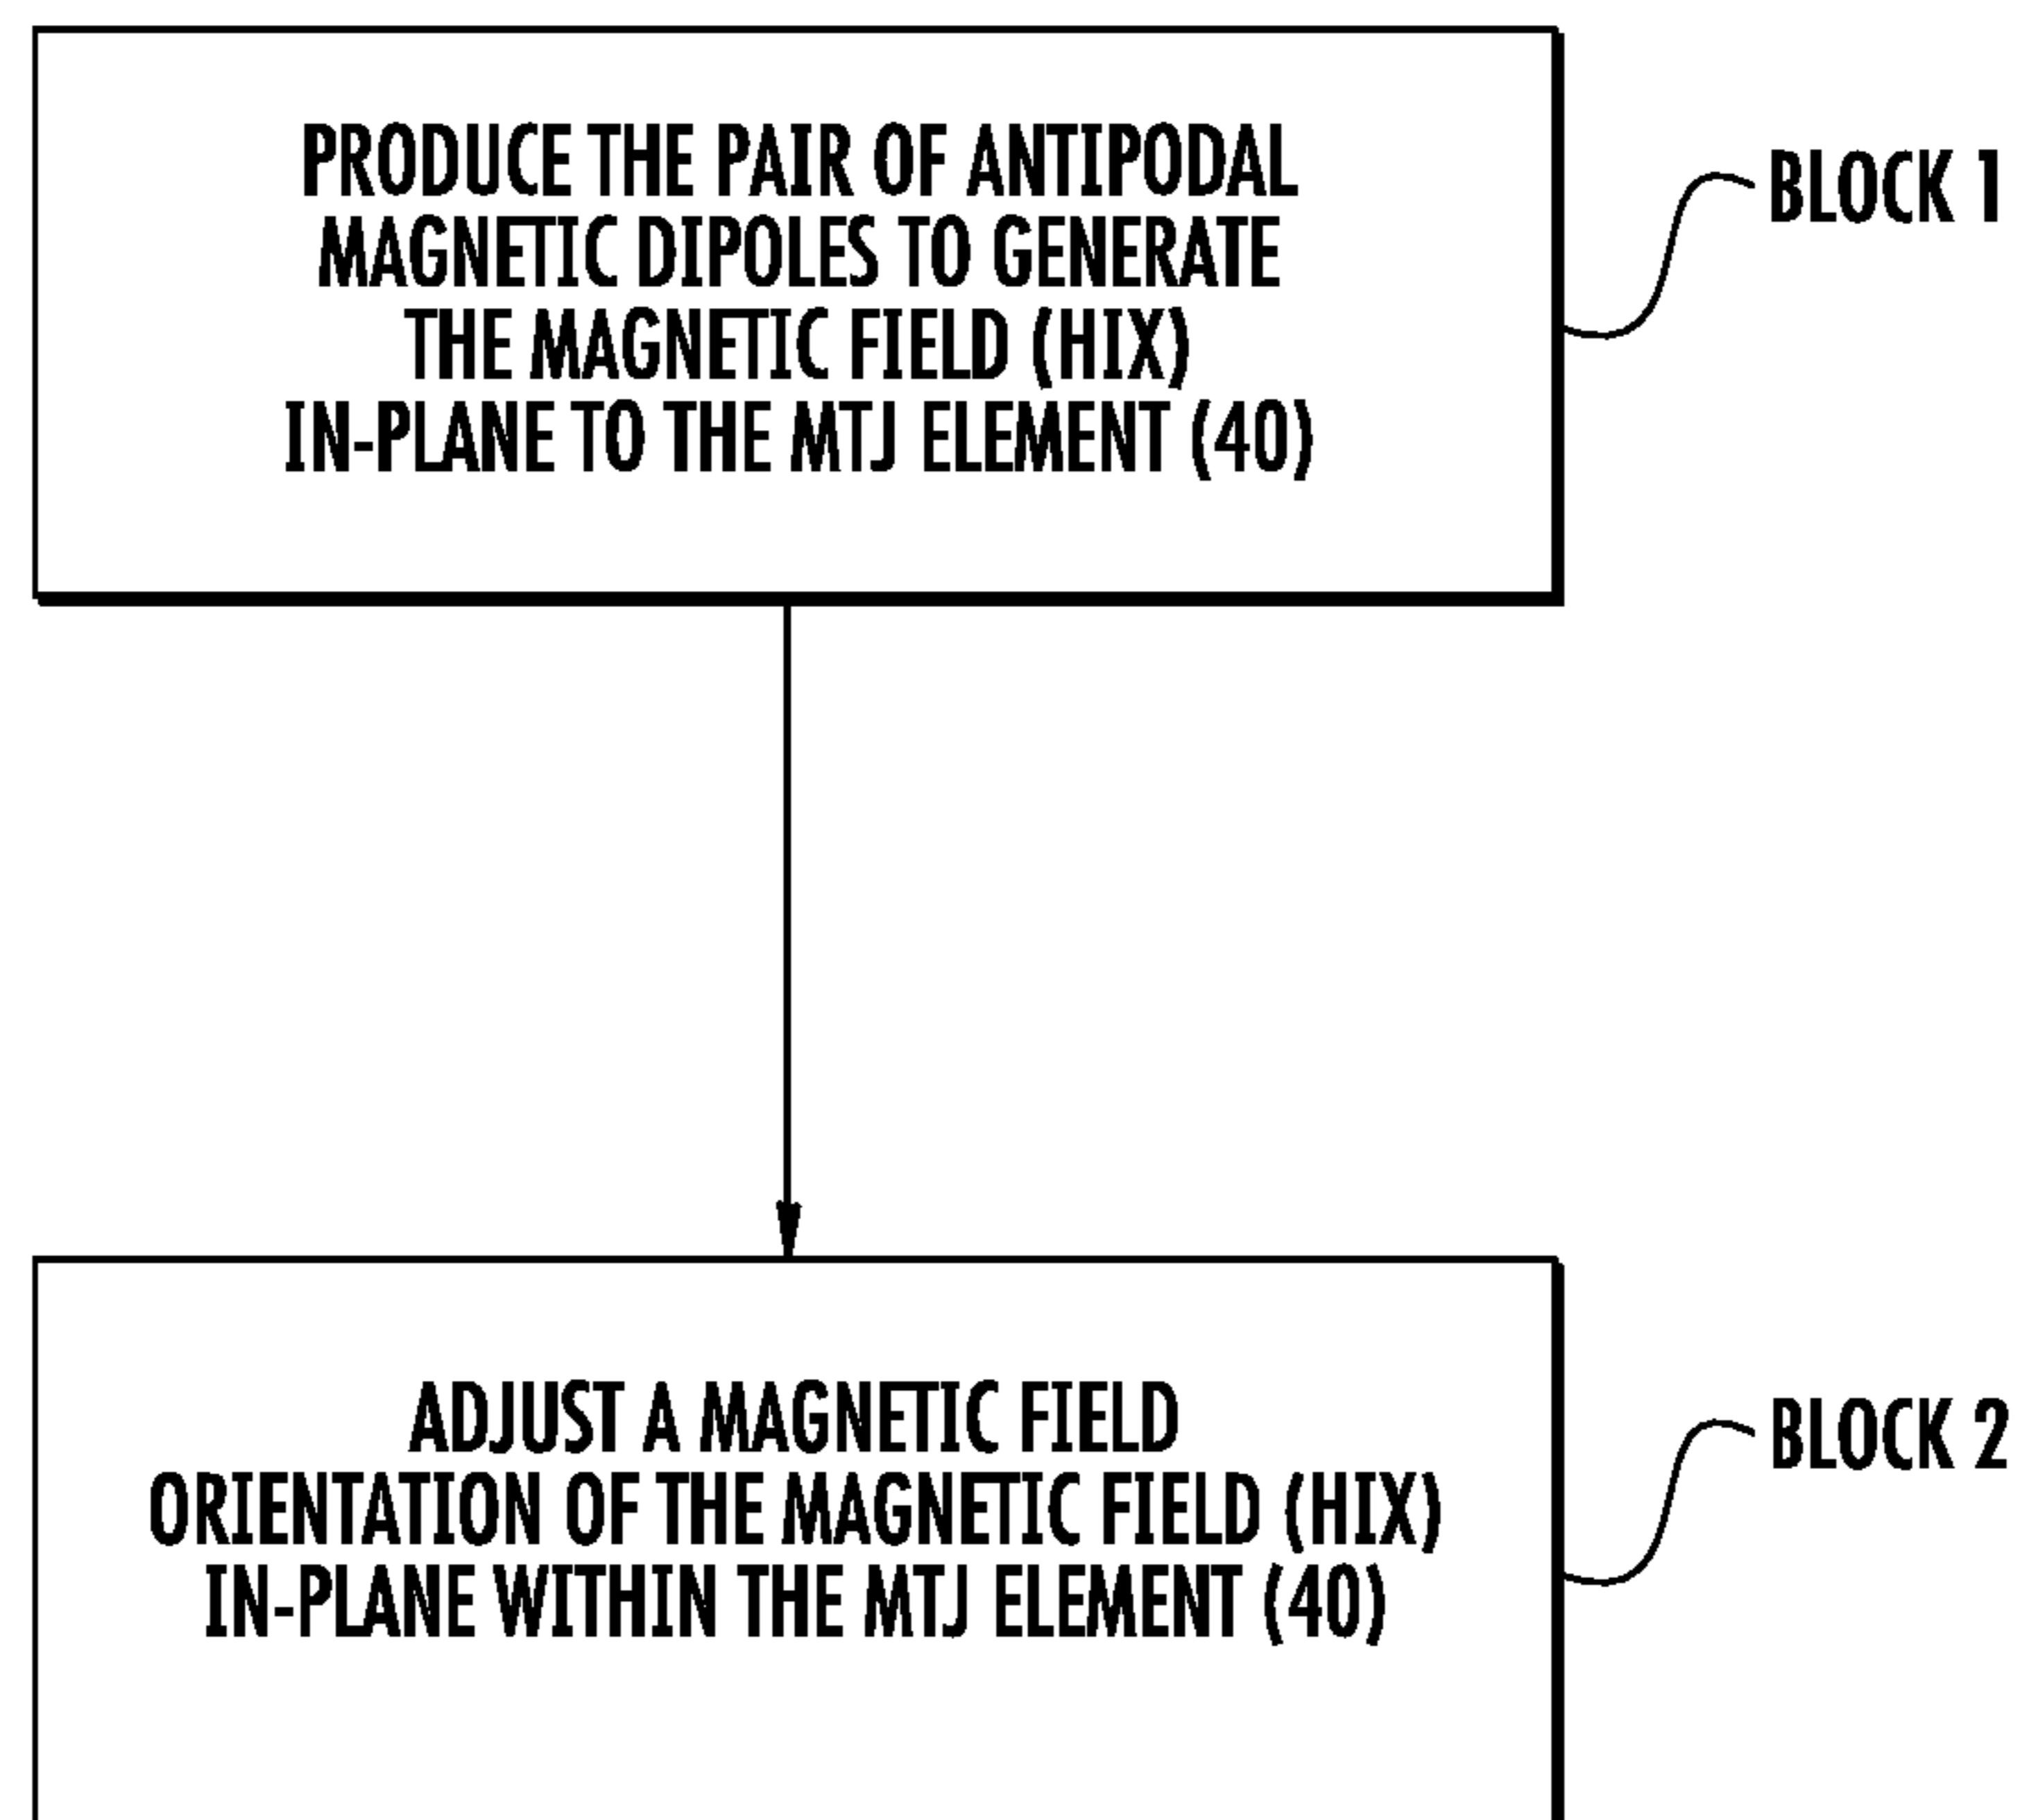 PRODUCE THE PAIR OF ANTIPODAL
MAGNETIC DIPOLES TO GENERATE
THE MAGNETIC FIELD (HIX)
IN-PLANE TO THE MTJ ELEMENT (40)
BLOCK 1
ADJUST A MAGNETIC FIELD
ORIENTATION OF THE MAGNETIC FIELD (HIX)
IN-PLANE WITHIN THE MTJ ELEMENT (40)
BLOCK 2